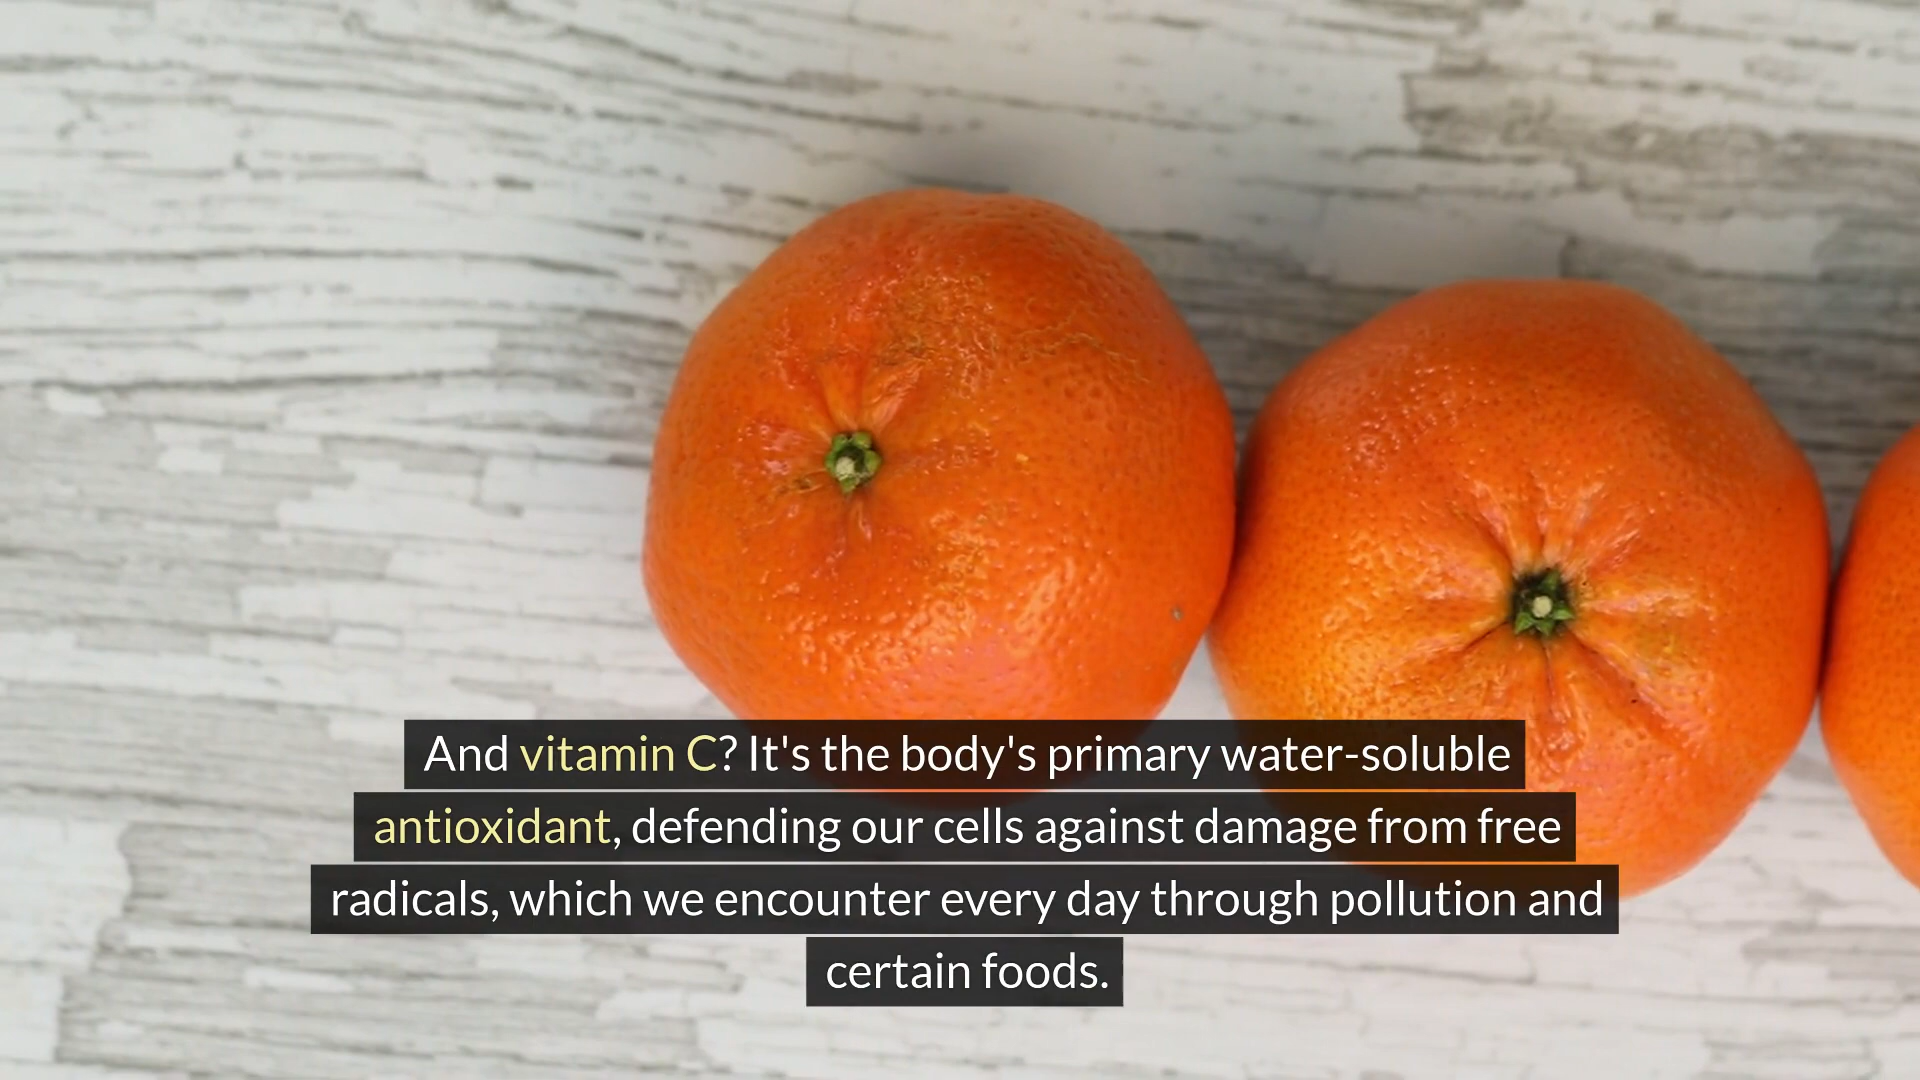 And vitamin C? It's the body's primary water-soluble
antioxidant, defending our cells against damage from free
radicals, which we encounter every day through pollution and
certain foods.